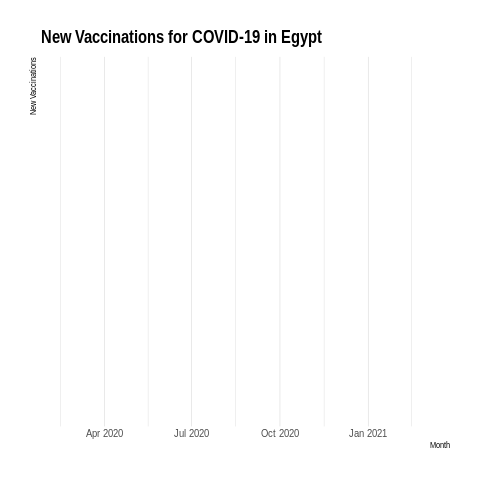 New Vaccinations for COVID-19 in Egypt
New Vaccinations
Apr 2020
Jul 2020
Oct 2020
Jan 2021
Month